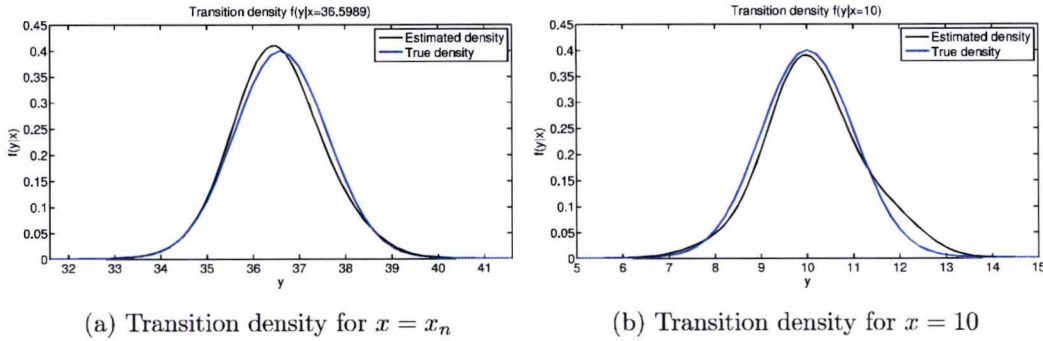 Transition density f(y|x=36.5989)
Estimated density
True density
0.45
0.4
0.35
0.3
0.25
0.2
0.15
0.1
0.05
0
f(y|x)
32 33 34 35 36 37 38 39 40 41
y
(a) Transition density for x = xₙ
Transition density f(y|x=10)
Estimated density
True density
0.45
0.4
0.35
0.3
0.25
0.2
0.15
0.1
0.05
0
f(y|x)
5 6 7 8 9 10 11 12 13 14 15
y
(b) Transition density for x = 10